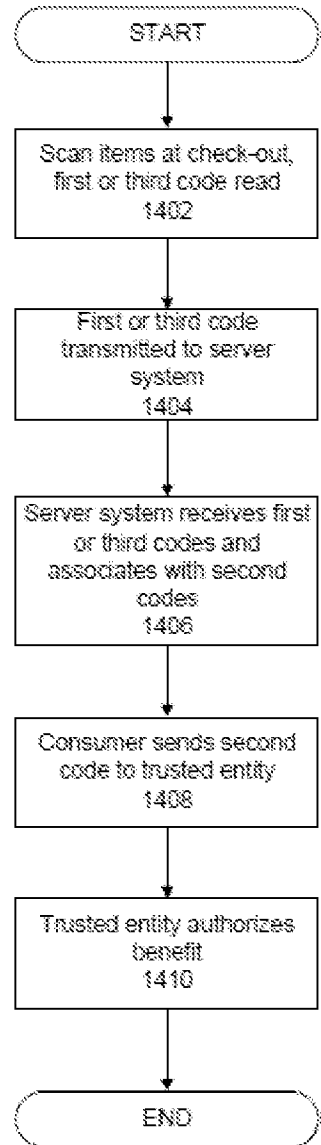 START
Scan items at check-out,
first or third code read
1402
First or third code
transmitted to server
system
1404
Server system receives first
or third codes and
associates with second
codes
1406
Consumer sends second
code to trusted entity
1408
Trusted entity authorizes
benefit
1410
END